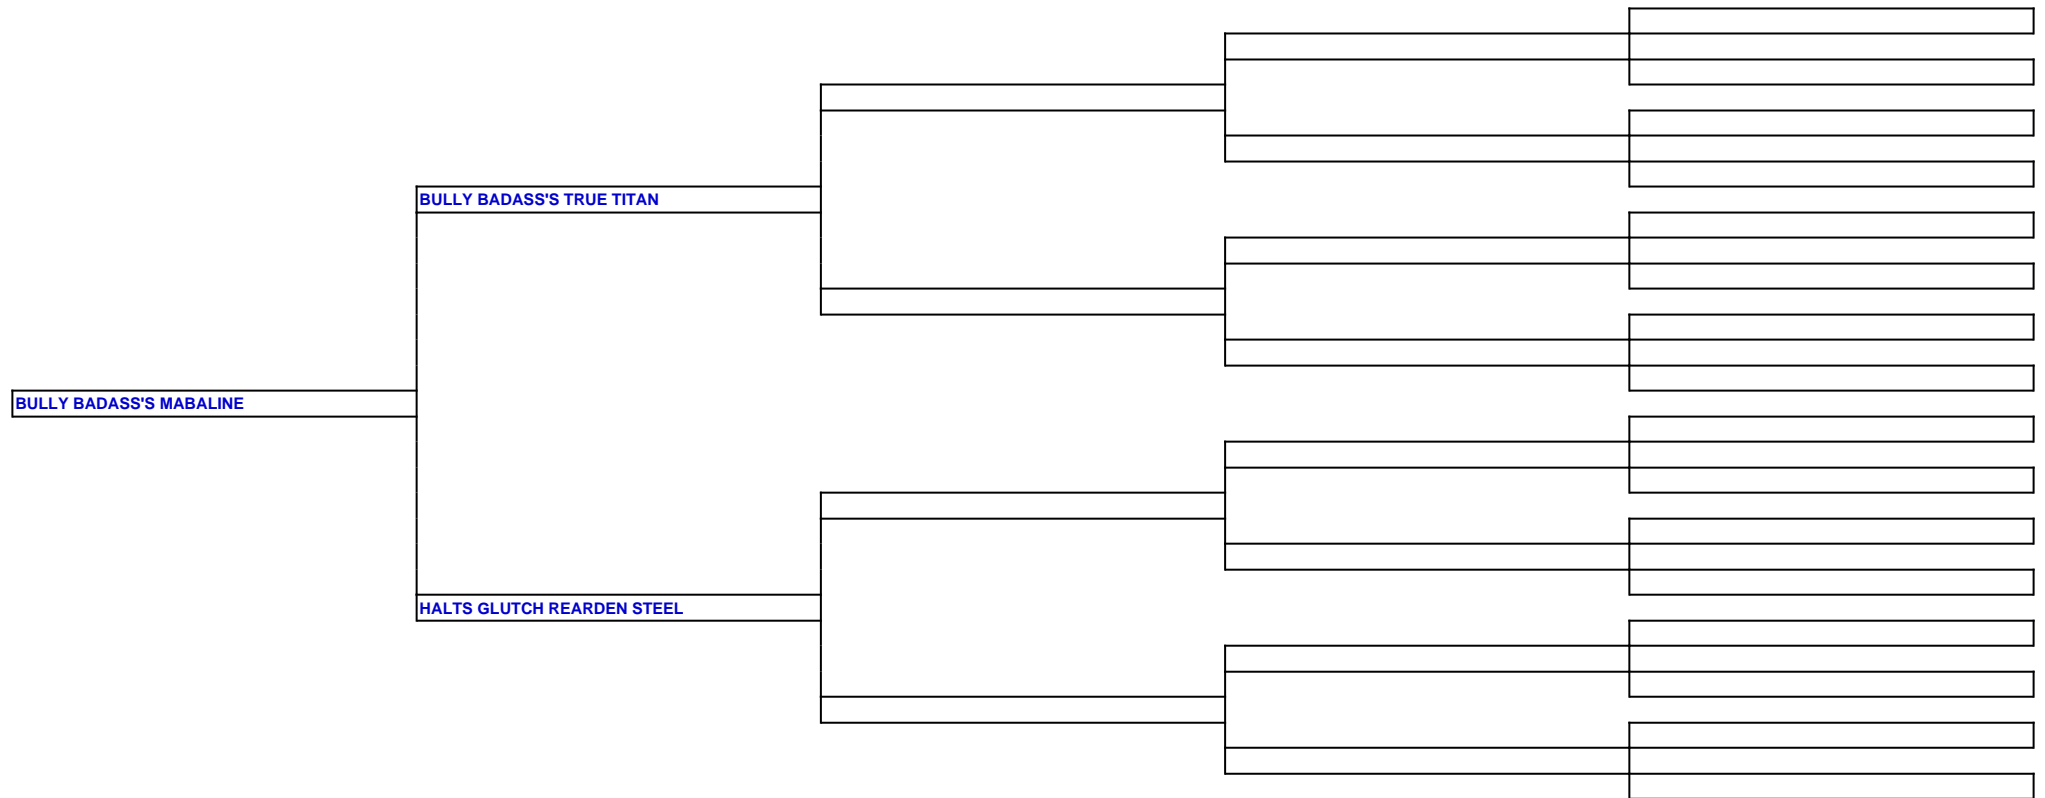 BULLY BADASS'S TRUE TITAN
BULLY BADASS'S MABALINE
HALTS GLUTCH REARDEN STEEL